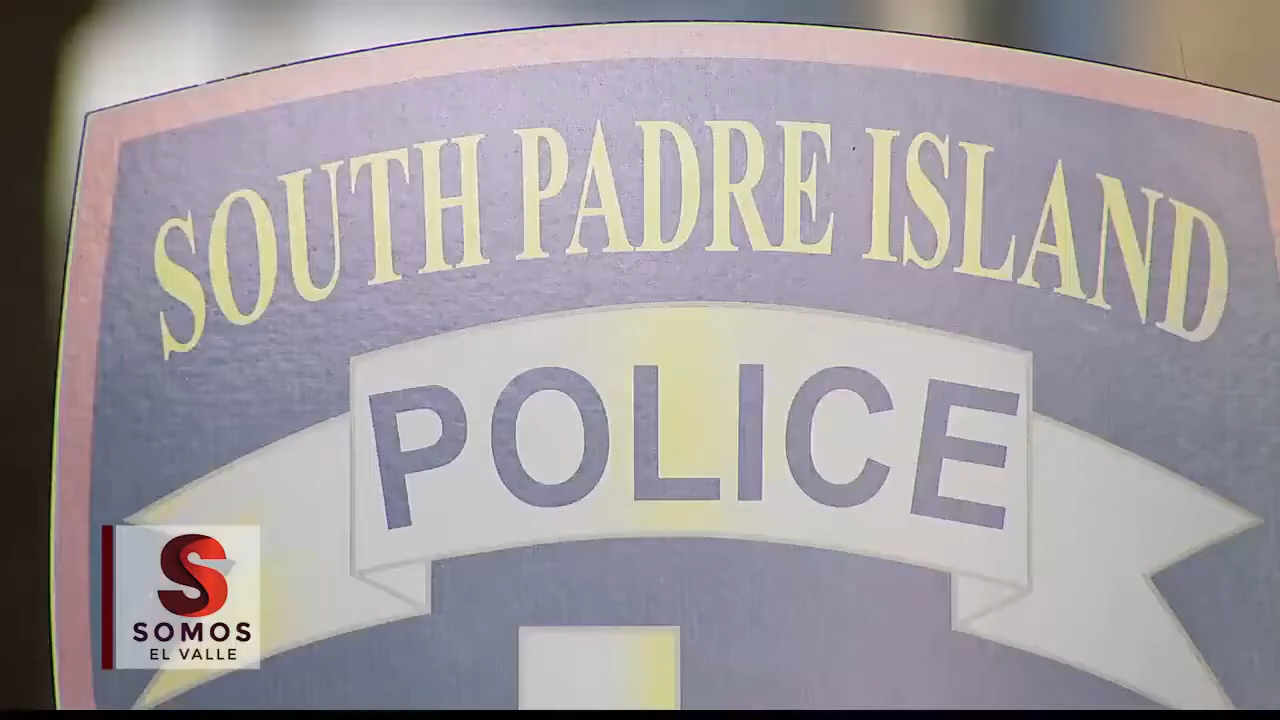 SOUTH PADRE ISLAND
POLICE
S
SOMOS
EL VALLE